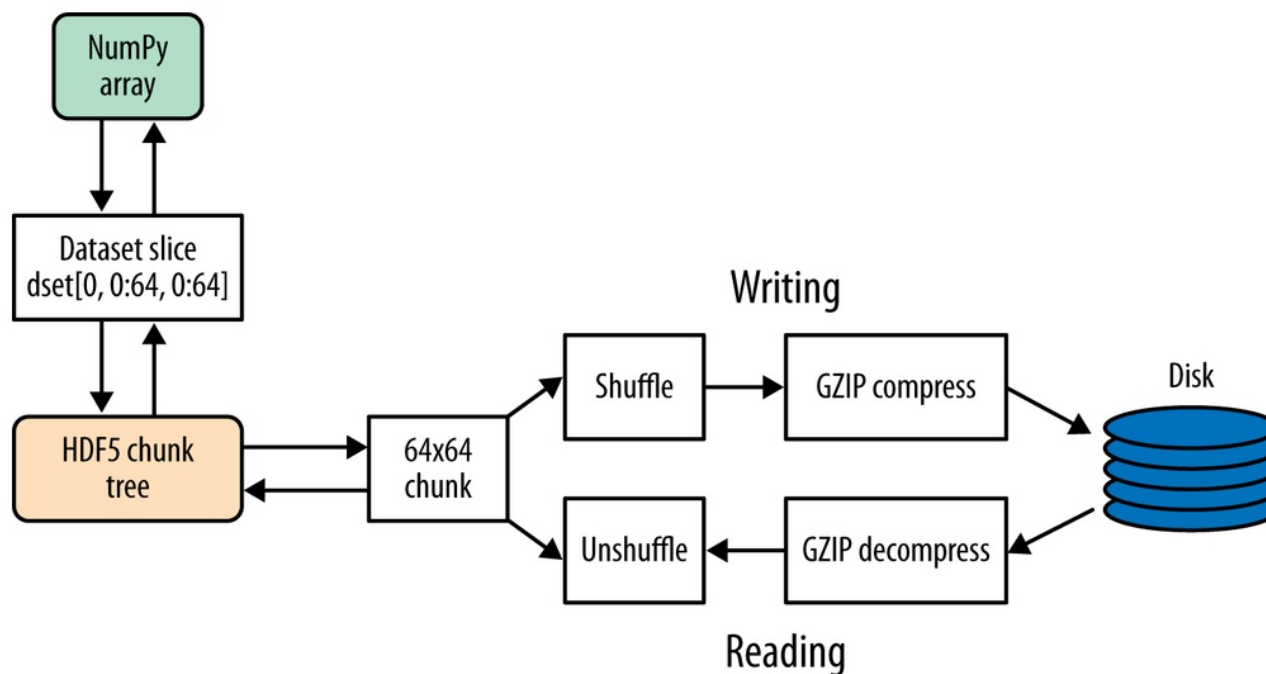 NumPy
array
Dataset slice
dset[0, 0:64, 0:64]
HDF5 chunk
tree
64x64
chunk
Writing
Shuffle
GZIP compress
Disk
Unshuffle
GZIP decompress
Reading